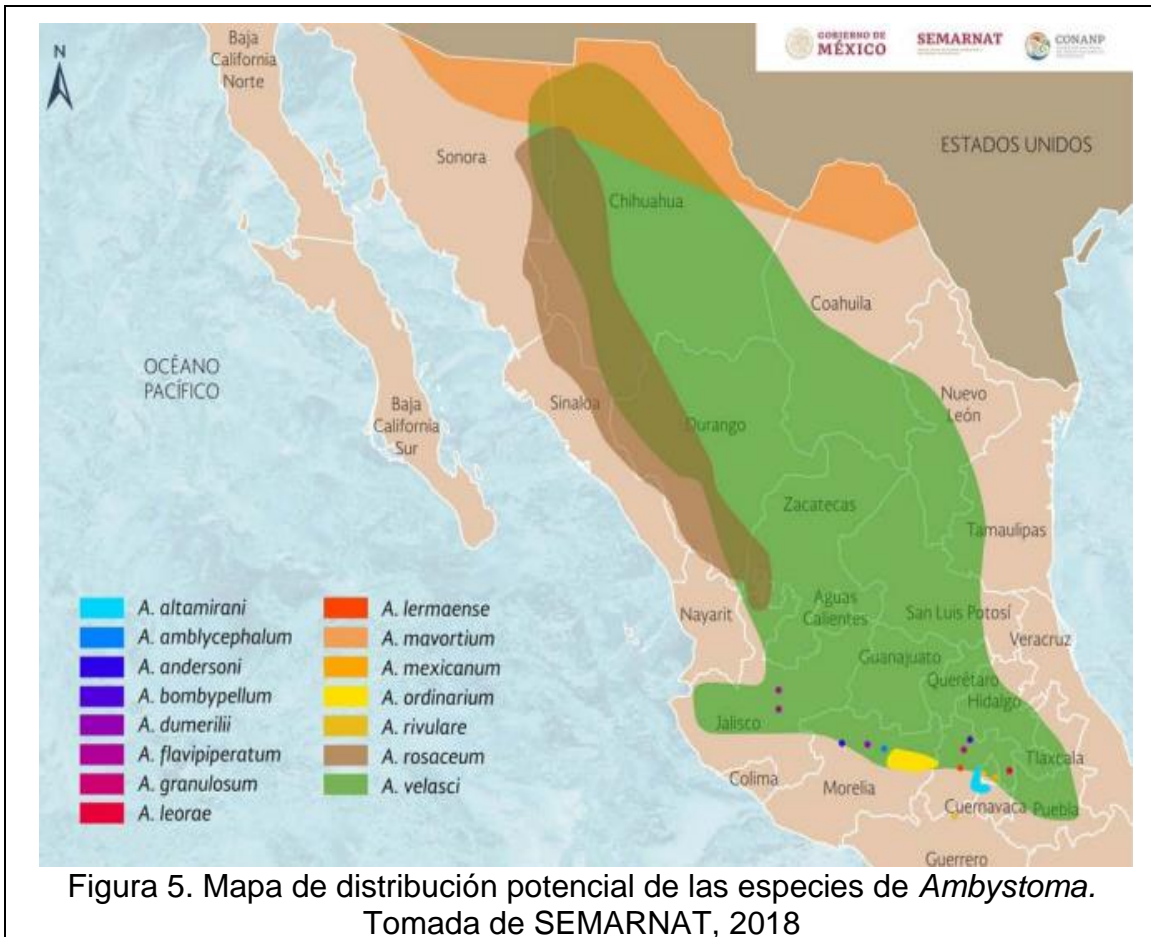 N
GOBIERNO DE
MÉXICO
SEMARNAT
CONANP
Baja
California
Norte
Sonora
ESTADOS UNIDOS
Chihuahua
Coahuila
OCÉANO
PACÍFICO
Baja
California
Sur
Sinaloa
Durango
Nuevo
León
Zacatecas
Tamaulipas
Nayarit
Aguas
Calientes
San Luis Potosí
Veracruz
Guanajuato
Querétaro
Hidalgo
Jalisco
Tlaxcala
Colima
Morelia
Cuernavaca
Puebla
Guerrero
A. altamirani
A. amblycephalum
A. andersoni
A. bombypellum
A. dumerilii
A. flavipiperatum
A. granulosum
A. leorae
A. lermaense
A. mavortium
A. mexicanum
A. ordinarium
A. rivulare
A. rosaceum
A. velasci
Figura 5. Mapa de distribución potencial de las especies de Ambystoma.
Tomada de SEMARNAT, 2018